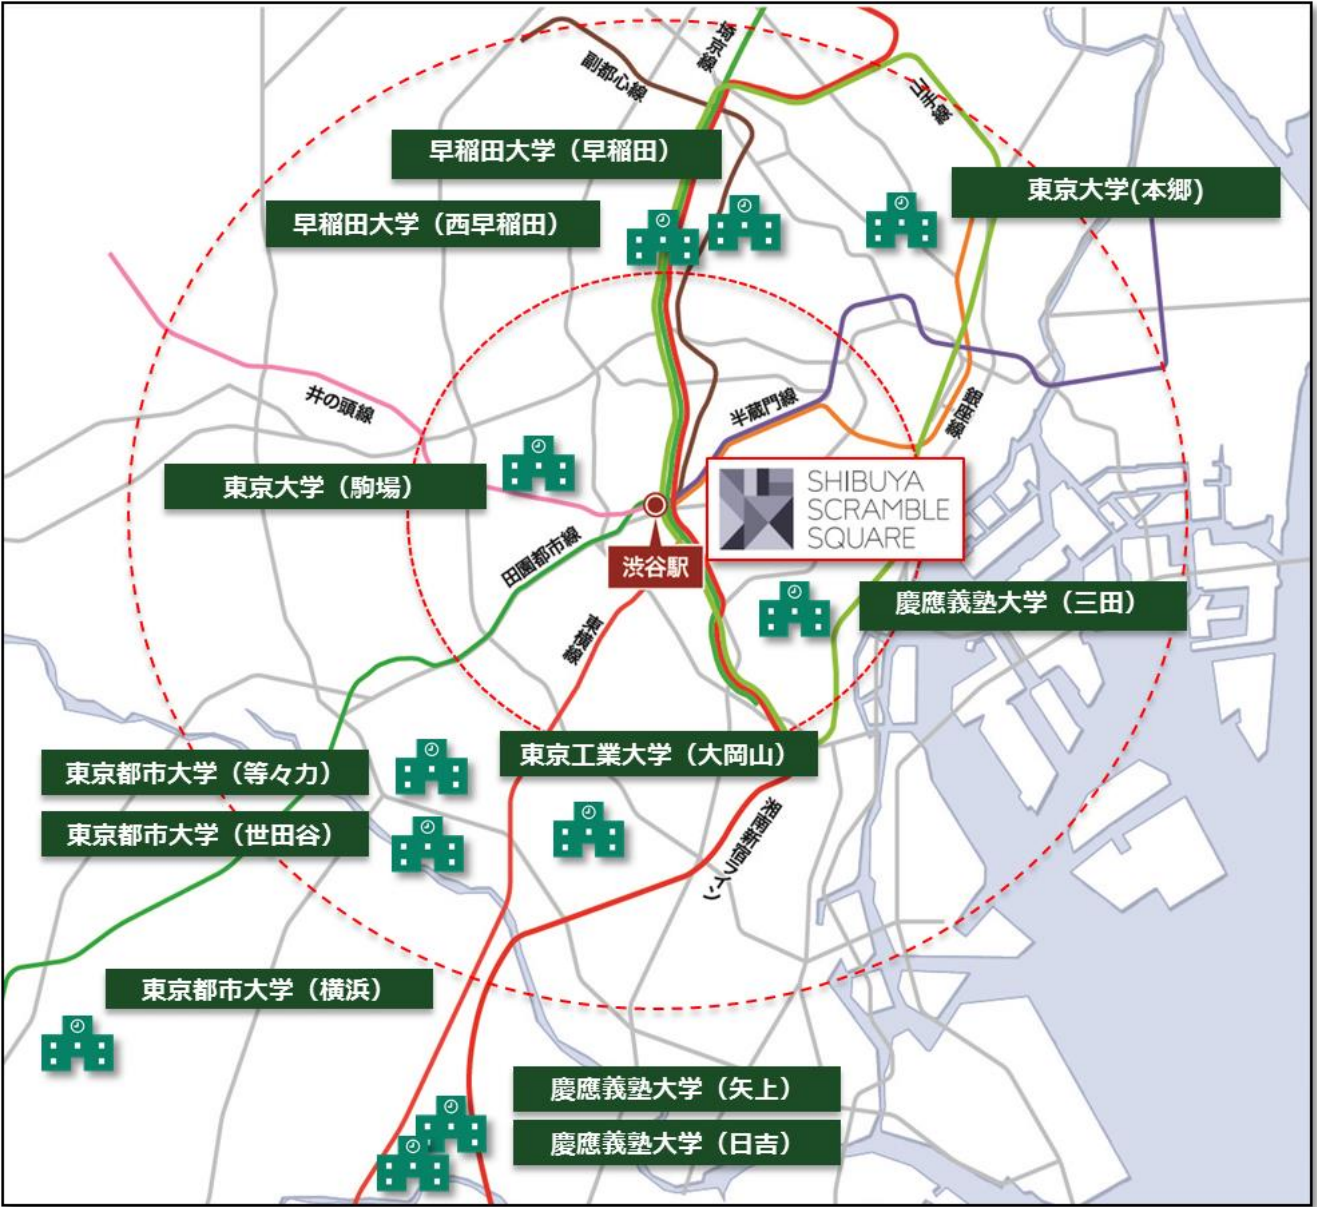 埼京線
副都心線
山手線
早稲田大学（早稲田）
東京大学(本郷)
早稲田大学（西早稲田）
井の頭線
半蔵門線
銀座線
東京大学（駒場）
SHIBUYA
SCRAMBLE
SQUARE
田園都市線
渋谷駅
慶應義塾大学（三田）
東横線
東京工業大学（大岡山）
東京都市大学（等々力）
東京都市大学（世田谷）
湘南新宿ライン
東京都市大学（横浜）
慶應義塾大学（矢上）
慶應義塾大学（日吉）